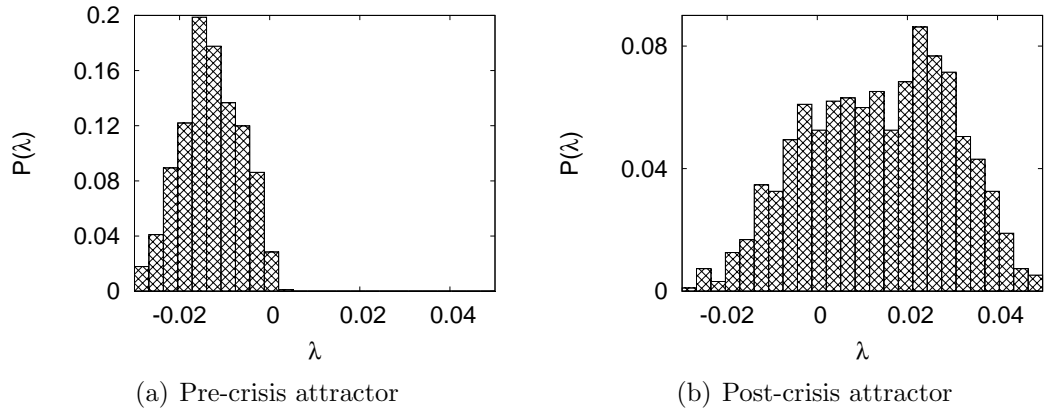 0.2
0.16
0.12
0.08
0.04
0
P(λ)
-0.02 0 0.02 0.04
λ
(a) Pre-crisis attractor
0.08
0.04
0
P(λ)
-0.02 0 0.02 0.04
λ
(b) Post-crisis attractor